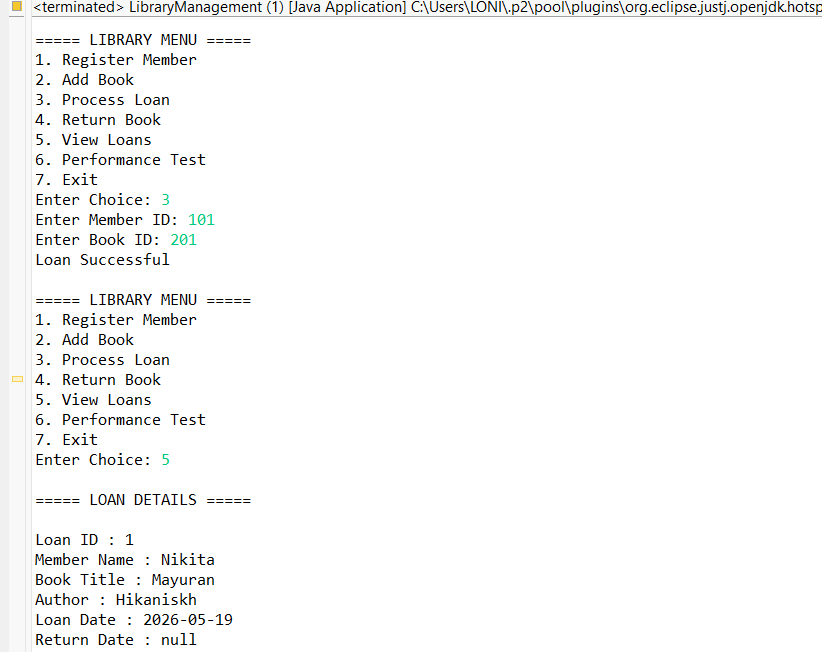 <terminated> LibraryManagement (1) [Java Application] C:\Users\LONI\.p2\pool\plugins\org.eclipse.justj.openjdk.hotsp
===== LIBRARY MENU =====
1. Register Member
2. Add Book
3. Process Loan
4. Return Book
5. View Loans
6. Performance Test
7. Exit
Enter Choice: 3
Enter Member ID: 101
Enter Book ID: 201
Loan Successful
===== LIBRARY MENU =====
1. Register Member
2. Add Book
3. Process Loan
4. Return Book
5. View Loans
6. Performance Test
7. Exit
Enter Choice: 5
===== LOAN DETAILS =====
Loan ID : 1
Member Name : Nikita
Book Title : Mayuran
Author : Hikaniskh
Loan Date : 2026-05-19
Return Date : null